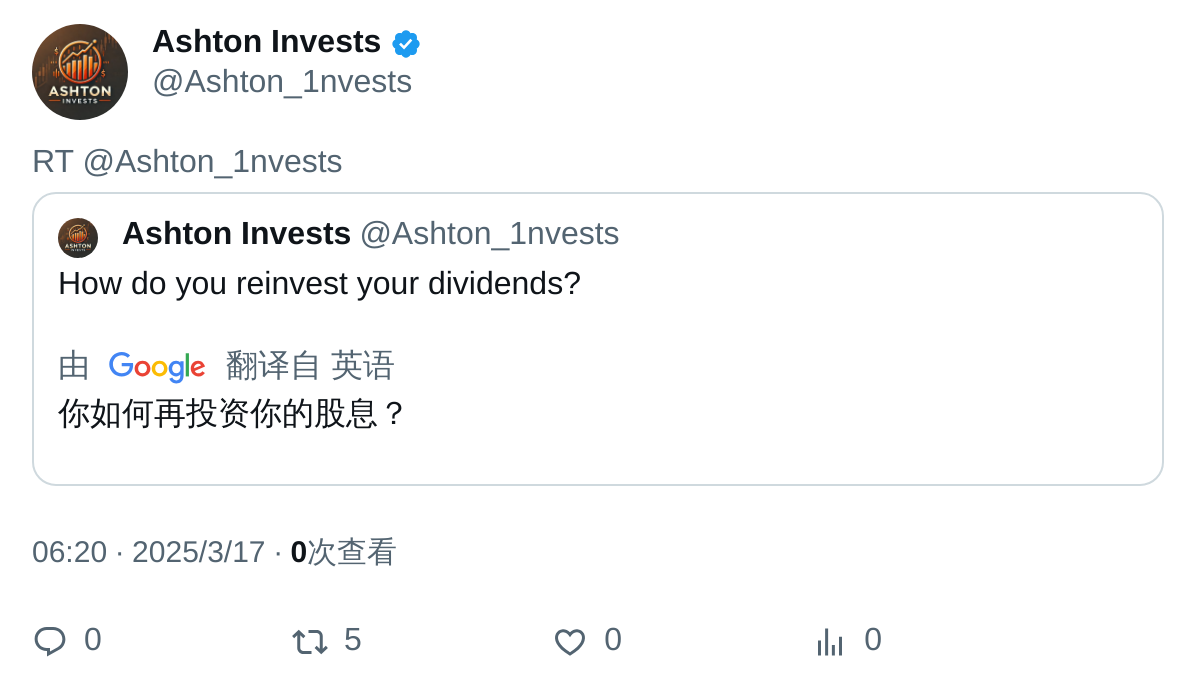 ASHTON
INVESTS
Ashton Invests
@Ashton_1nvests
RT @Ashton_1nvests
ASHTON
INVESTS
Ashton Invests @Ashton_1nvests
How do you reinvest your dividends?
由 Google 翻译自 英语
你如何再投资你的股息？
06:20 · 2025/3/17 · 0次查看
0 5 0 0